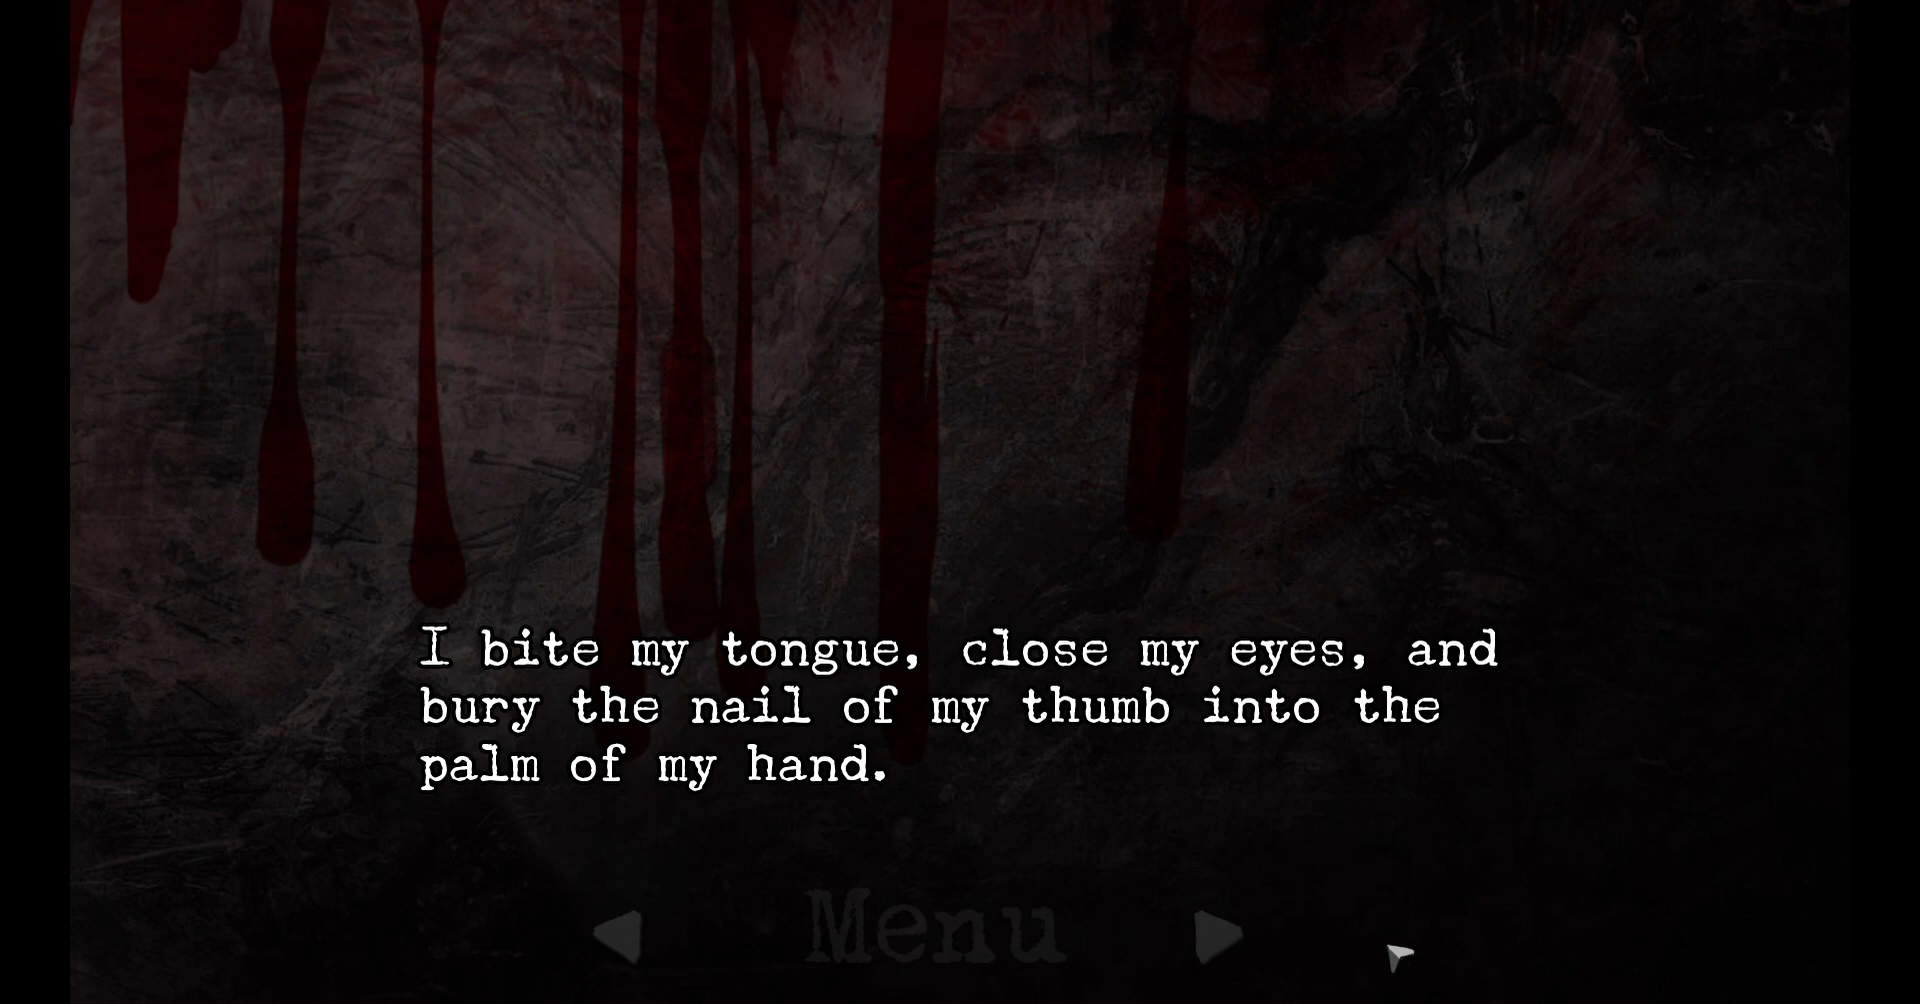 I bite my tongue, close my eyes, and
bury the nail of my thumb into the
palm of my hand.
Menu